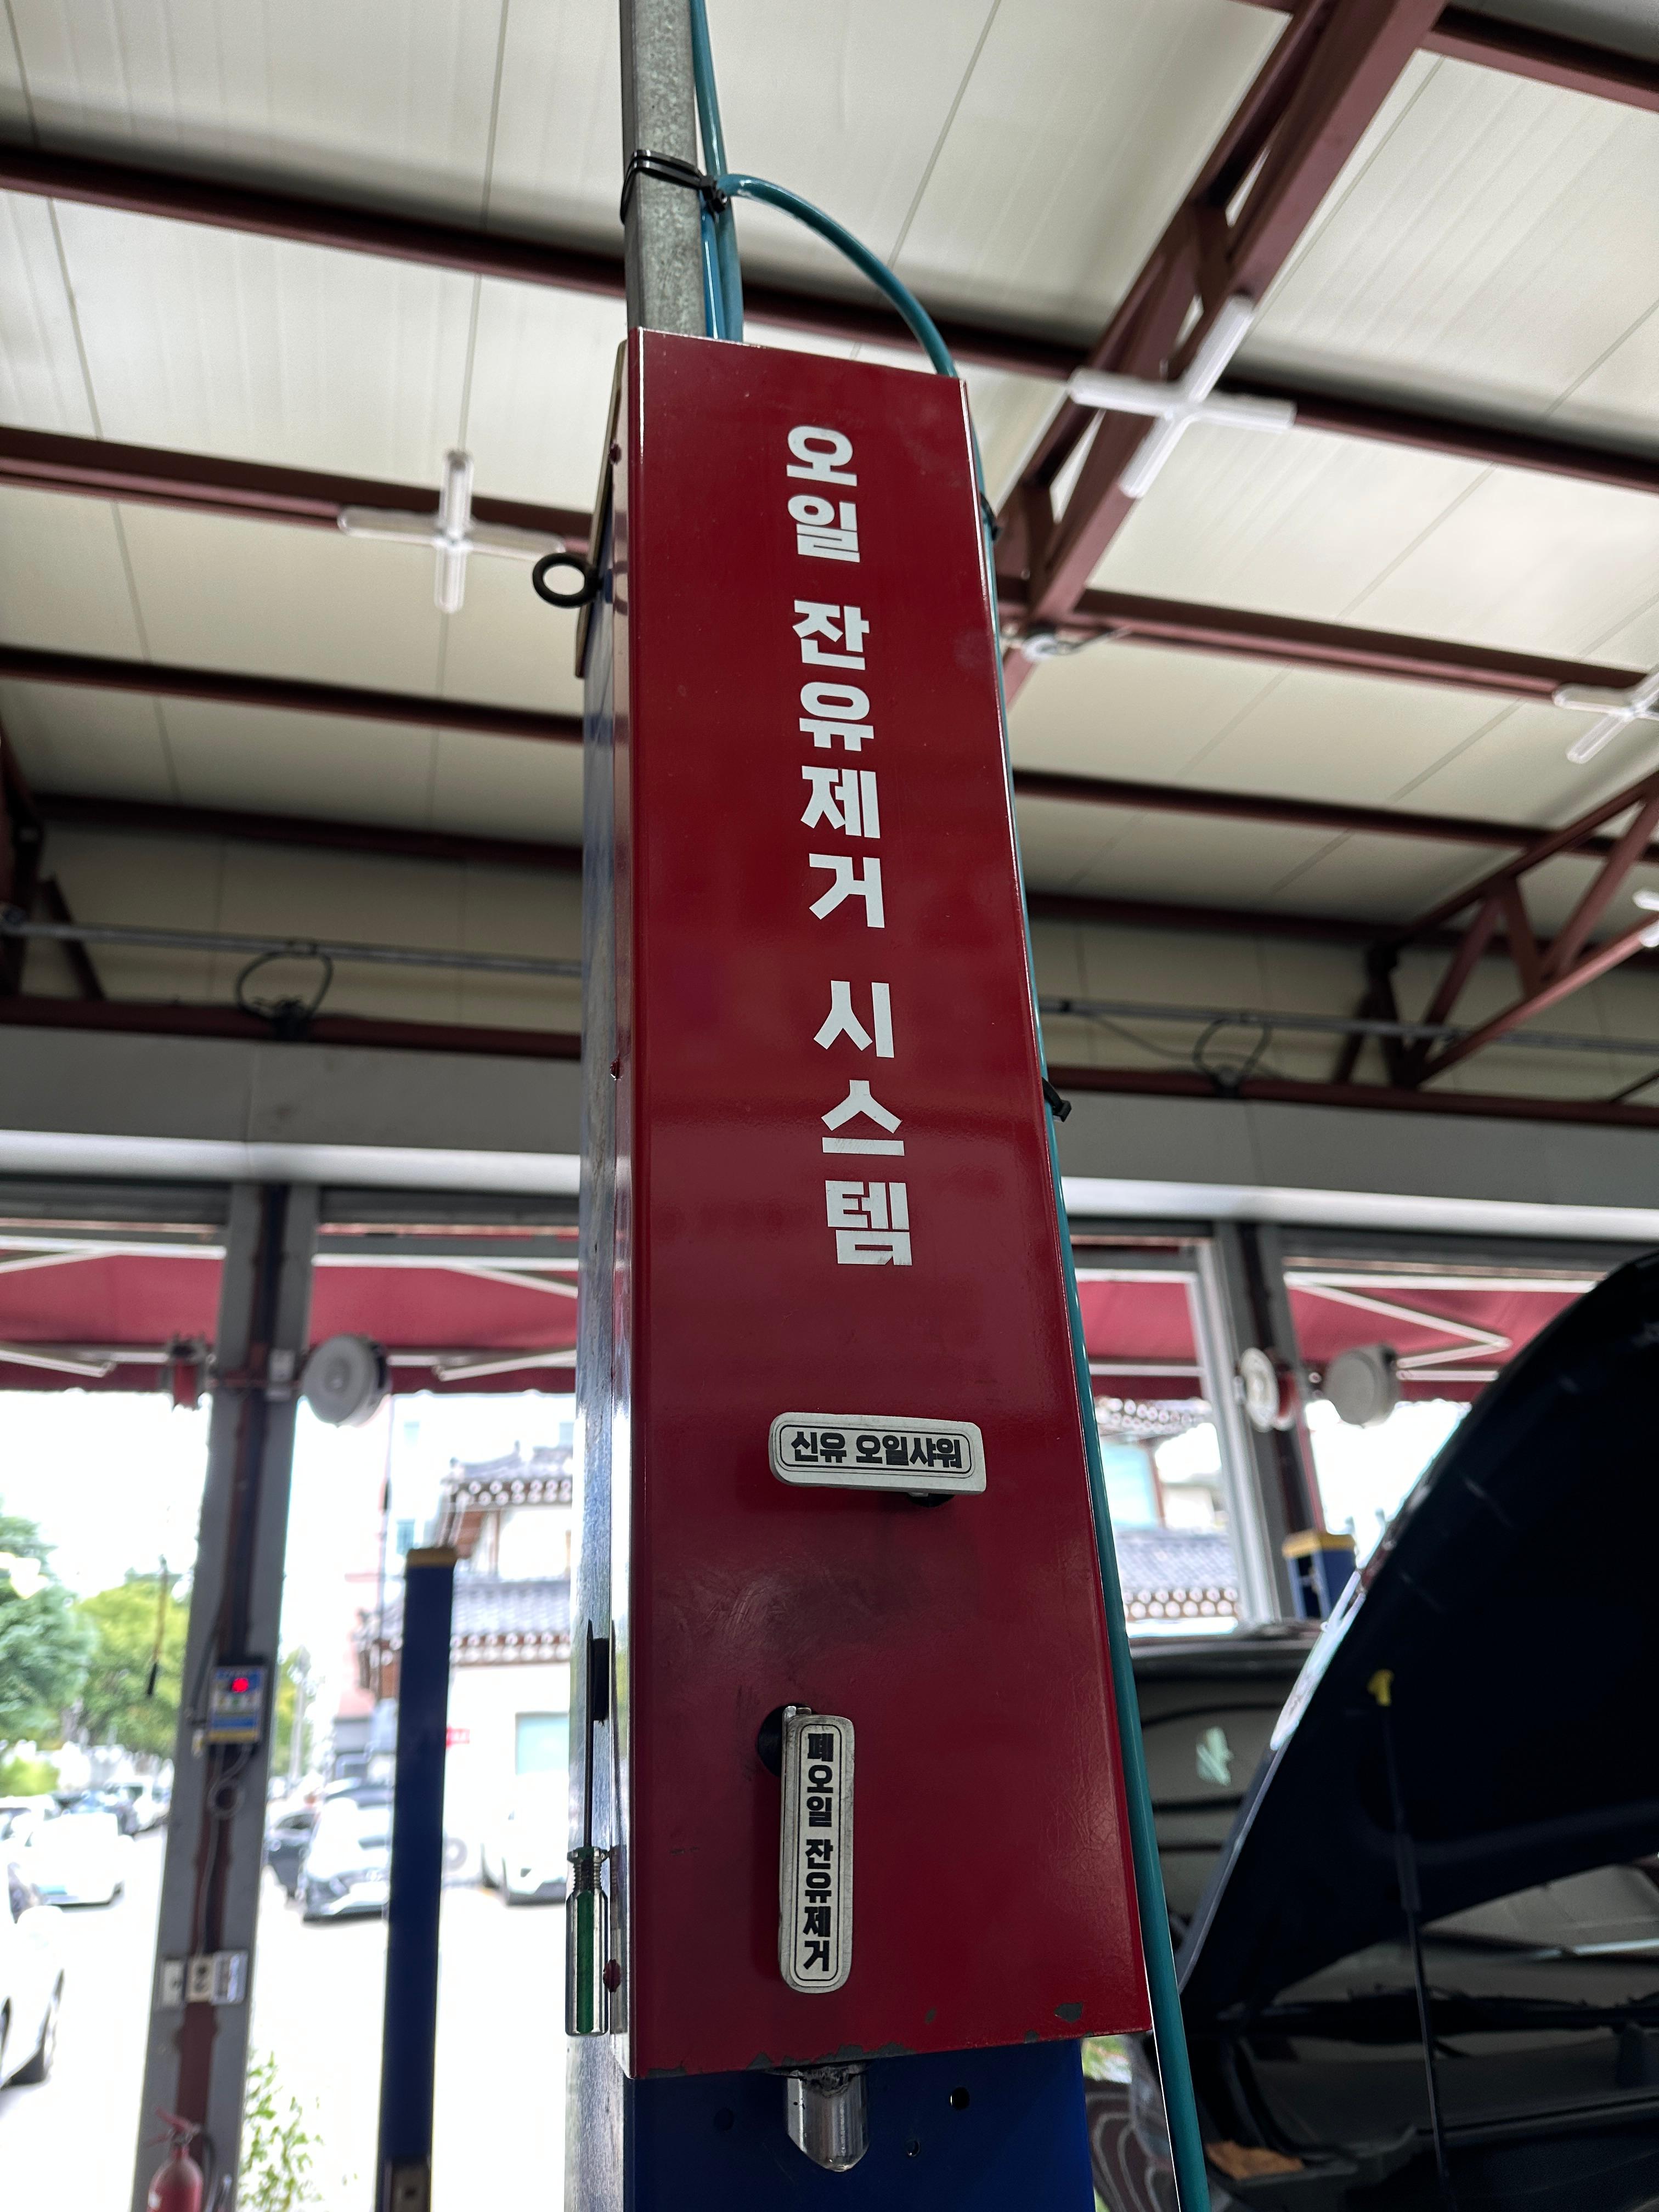 오일 잔유제거 시스템
신유 오일샤워
폐오일 잔유제거